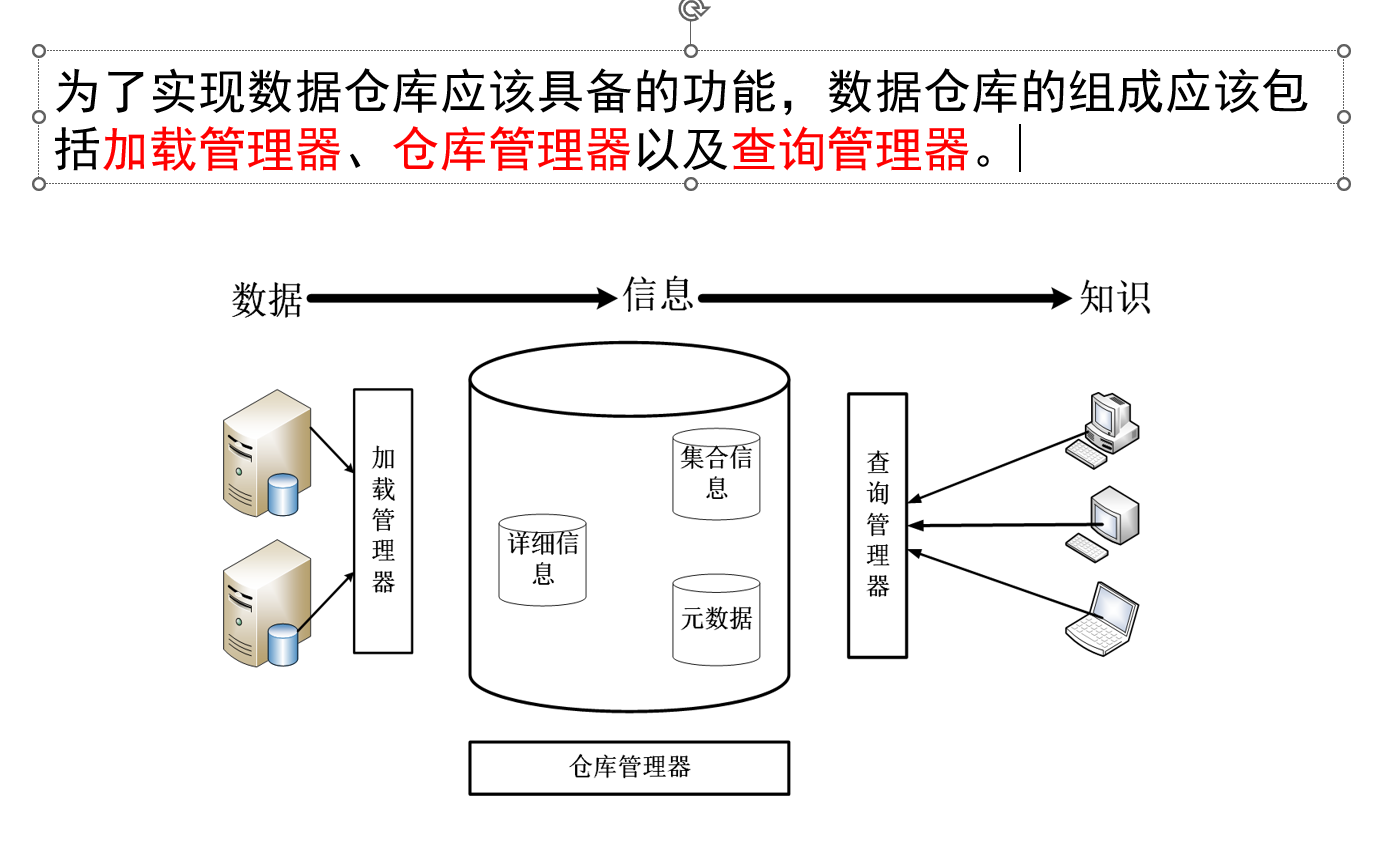 为了实现数据仓库应该具备的功能，数据仓库的组成应该包
括加载管理器、仓库管理器以及查询管理器。
数据
信息
知识
加载管理器
集合信
息
详细信
息
元数据
查询管理器
仓库管理器